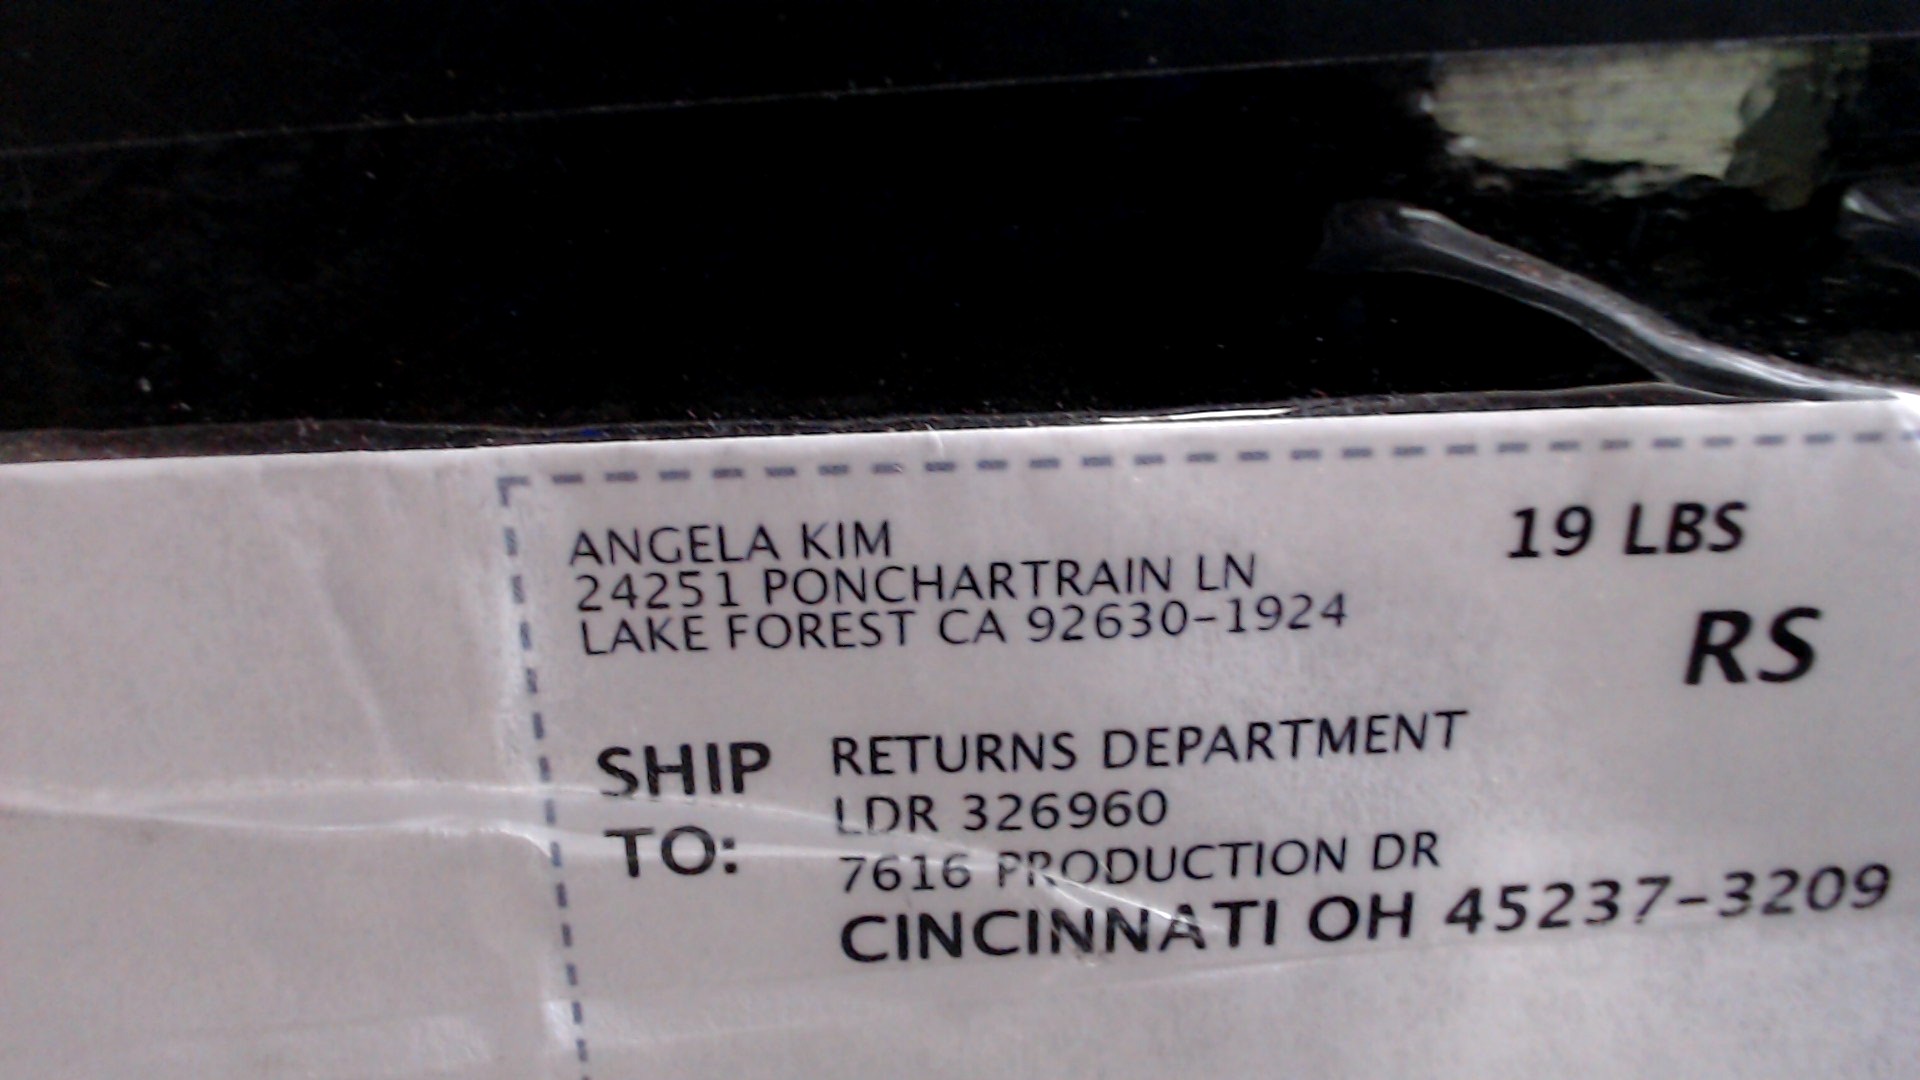 ANGELA KIM
24251 PONCHARTRAIN LN
LAKE FOREST CA 92630-1924
19 LBS
RS
SHIP TO:
RETURNS DEPARTMENT
LDR 326960
7616 PRODUCTION DR
CINCINNATI OH 45237-3209